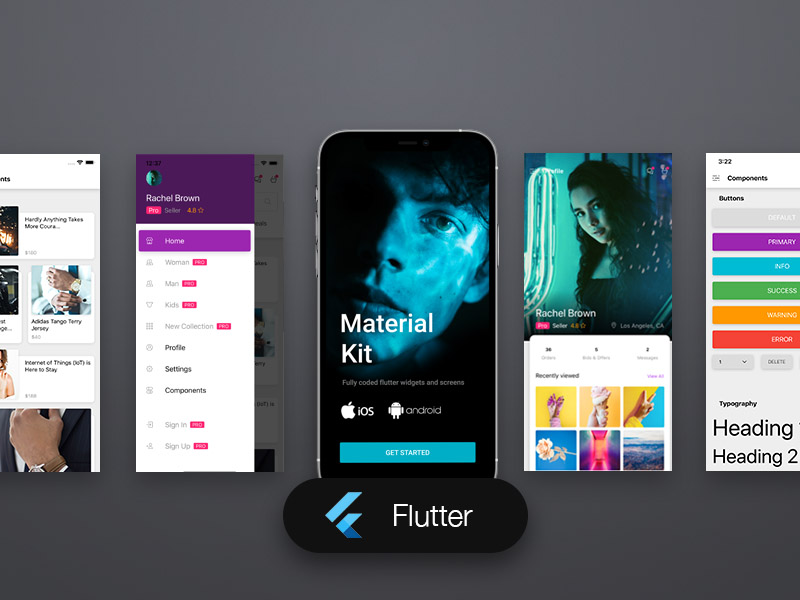 nts
Hardly Anything Takes
More Coura...
$180
Adidas Tango Terry
Jersey
$40
Internet of Things (IoT) is
Here to Stay
$188
12:37
Rachel Brown
Pro Seller 4.8
Home
Woman PRO
Man PRO
Kids PRO
New Collection PRO
Profile
Settings
Components
Sign In PRO
Sign Up PRO
Material
Kit
Fully coded flutter widgets and screens
iOS android
GET STARTED
Flutter
Profile
Rachel Brown
Pro Seller 4.8 Los Angeles, CA
36 5 2
Orders Bids & Offers Messages
Recently viewed View All
3:22
Components
Buttons
DEFAULT
PRIMARY
INFO
SUCCESS
WARNING
ERROR
1 DELETE
Typography
Heading
Heading 2